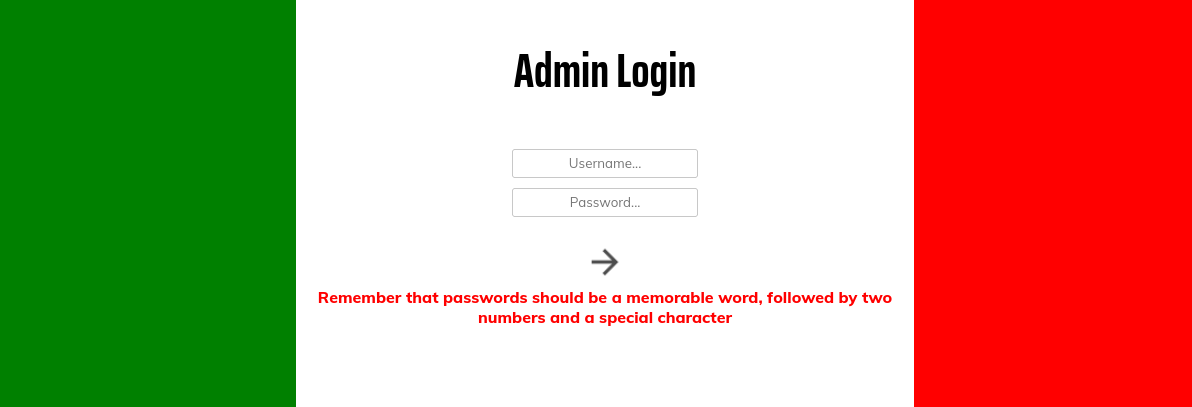 Admin Login
Username...
Password...
Remember that passwords should be a memorable word, followed by two
numbers and a special character